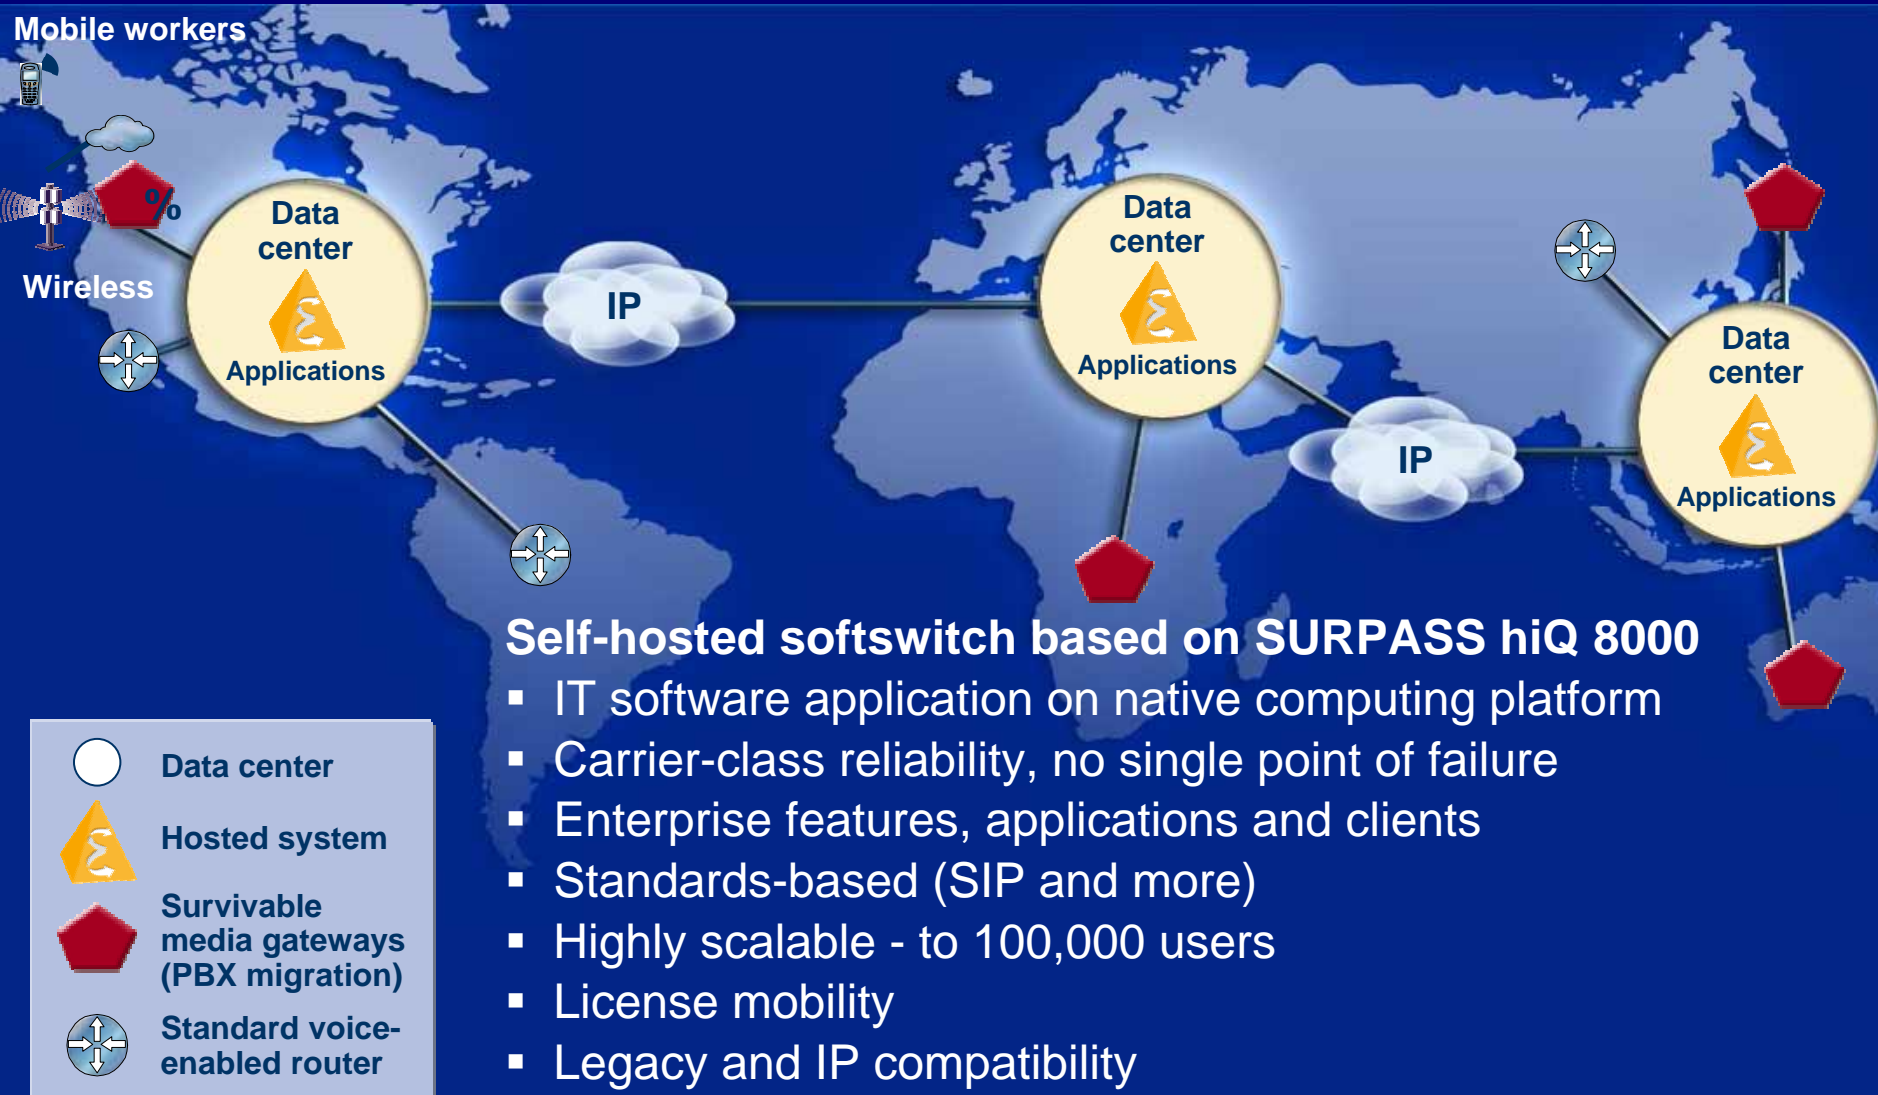 Mobile workers
%
Wireless
Data
center
Applications
IP
Data
center
Applications
IP
Data
center
Applications
Self-hosted softswitch based on SURPASS hiQ 8000
▪ IT software application on native computing platform
▪ Carrier-class reliability, no single point of failure
▪ Enterprise features, applications and clients
▪ Standards-based (SIP and more)
▪ Highly scalable - to 100,000 users
▪ License mobility
▪ Legacy and IP compatibility
Data center
Hosted system
Survivable
media gateways
(PBX migration)
Standard voice-
enabled router